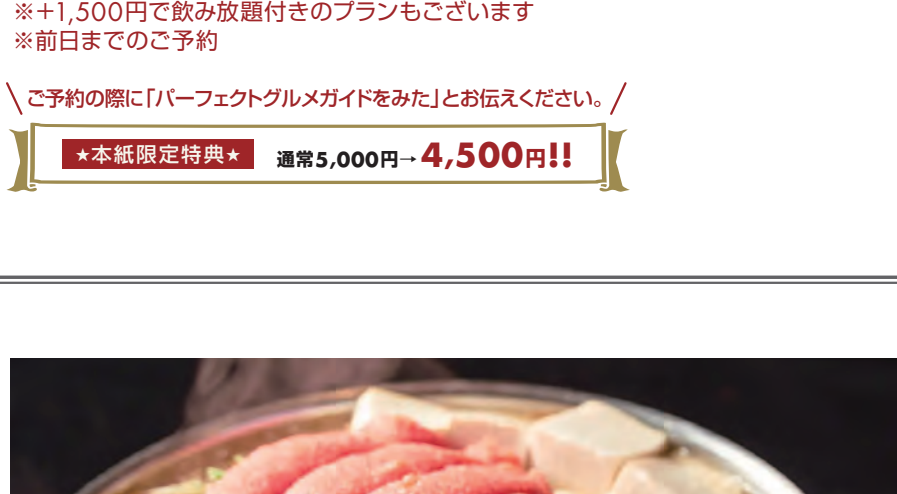 ※+1,500円で飲み放題付きのプランもございます
※前日までのご予約
\ ご予約の際に「パーフェクトグルメガイドをみた」とお伝えください。 /
★本紙限定特典★ 通常5,000円→4,500円!!